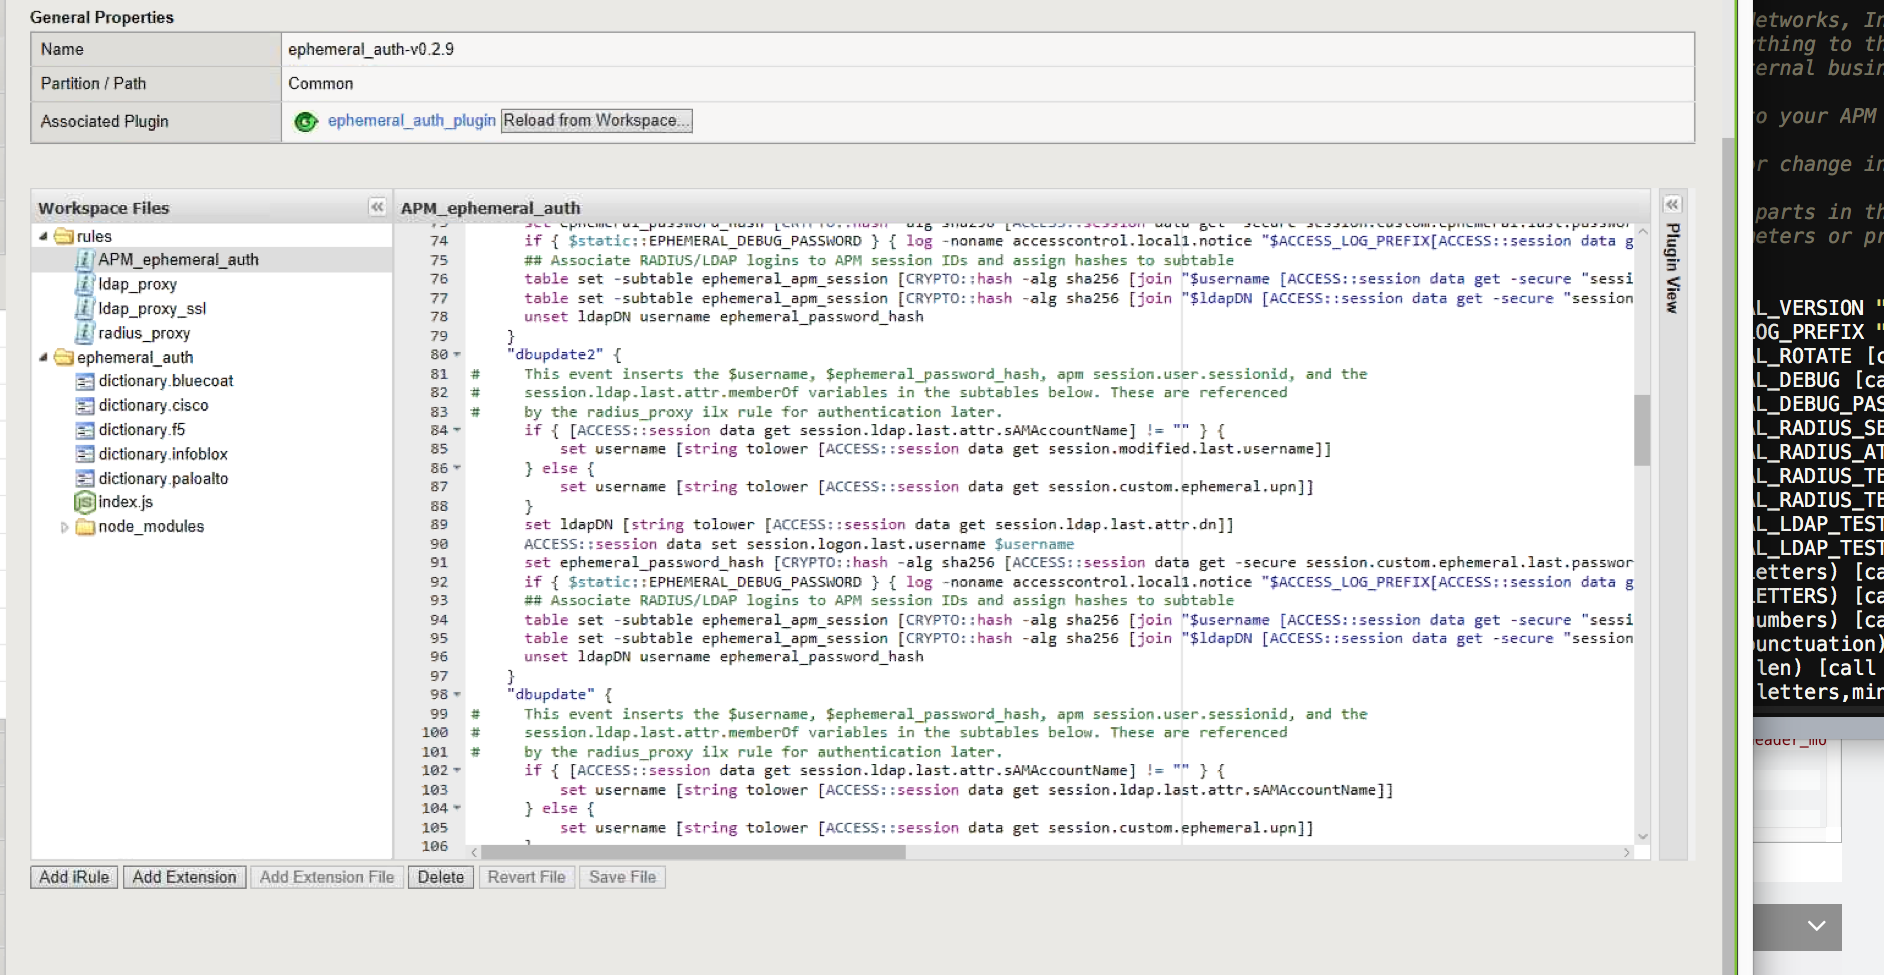 General Properties
Name
ephemeral_auth-v0.2.9
Partition / Path
Common
Associated Plugin
ephemeral_auth_plugin
Reload from Workspace...
Workspace Files
rules
APM_ephemeral_auth
ldap_proxy
ldap_proxy_ssl
radius_proxy
ephemeral_auth
dictionary.bluecoat
dictionary.cisco
dictionary.f5
dictionary.infoblox
dictionary.paloalto
index.js
node_modules
APM_ephemeral_auth
74 if { $static::EPHEMERAL_DEBUG_PASSWORD } { log -noname accesscontrol.local1.notice "$ACCESS_LOG_PREFIX[ACCESS::session data g
75 ## Associate RADIUS/LDAP logins to APM session IDs and assign hashes to subtable
76 table set -subtable ephemeral_apm_session [CRYPTO::hash -alg sha256 [join "$username [ACCESS::session data get -secure "sessi
77 table set -subtable ephemeral_apm_session [CRYPTO::hash -alg sha256 [join "$ldapDN [ACCESS::session data get -secure "session
78 unset ldapDN username ephemeral_password_hash
79 }
80 "dbupdate2" {
81 # This event inserts the $username, $ephemeral_password_hash, apm session.user.sessionid, and the
82 # session.ldap.last.attr.memberOf variables in the subtables below. These are referenced
83 # by the radius_proxy ilx rule for authentication later.
84 if { [ACCESS::session data get session.ldap.last.attr.sAMAccountName] != "" } {
85 set username [string tolower [ACCESS::session data get session.modified.last.username]]
86 } else {
87 set username [string tolower [ACCESS::session data get session.custom.ephemeral.upn]]
88 }
89 set ldapDN [string tolower [ACCESS::session data get session.ldap.last.attr.dn]]
90 ACCESS::session data set session.logon.last.username $username
91 set ephemeral_password_hash [CRYPTO::hash -alg sha256 [ACCESS::session data get -secure session.custom.ephemeral.last.passwor
92 if { $static::EPHEMERAL_DEBUG_PASSWORD } { log -noname accesscontrol.local1.notice "$ACCESS_LOG_PREFIX[ACCESS::session data g
93 ## Associate RADIUS/LDAP logins to APM session IDs and assign hashes to subtable
94 table set -subtable ephemeral_apm_session [CRYPTO::hash -alg sha256 [join "$username [ACCESS::session data get -secure "sessi
95 table set -subtable ephemeral_apm_session [CRYPTO::hash -alg sha256 [join "$ldapDN [ACCESS::session data get -secure "session
96 unset ldapDN username ephemeral_password_hash
97 }
98 "dbupdate" {
99 # This event inserts the $username, $ephemeral_password_hash, apm session.user.sessionid, and the
100 # session.ldap.last.attr.memberOf variables in the subtables below. These are referenced
101 # by the radius_proxy ilx rule for authentication later.
102 if { [ACCESS::session data get session.ldap.last.attr.sAMAccountName] != "" } {
103 set username [string tolower [ACCESS::session data get session.ldap.last.attr.sAMAccountName]]
104 } else {
105 set username [string tolower [ACCESS::session data get session.custom.ephemeral.upn]]
106
Plugin View
Add iRule
Add Extension
Add Extension File
Delete
Revert File
Save File
etworks, In
thing to th
ernal busin
o your APM
r change in
parts in th
meters or pr
L_VERSION "
OG_PREFIX "
L_ROTATE [c
L_DEBUG [ca
L_DEBUG_PAS
L_RADIUS_SE
L_RADIUS_AT
L_RADIUS_TE
L_RADIUS_TE
L_LDAP_TEST
L_LDAP_TEST
etters) [ca
ETTERS) [ca
umbers) [ca
unctuation)
len) [call
letters,min
eader_mo